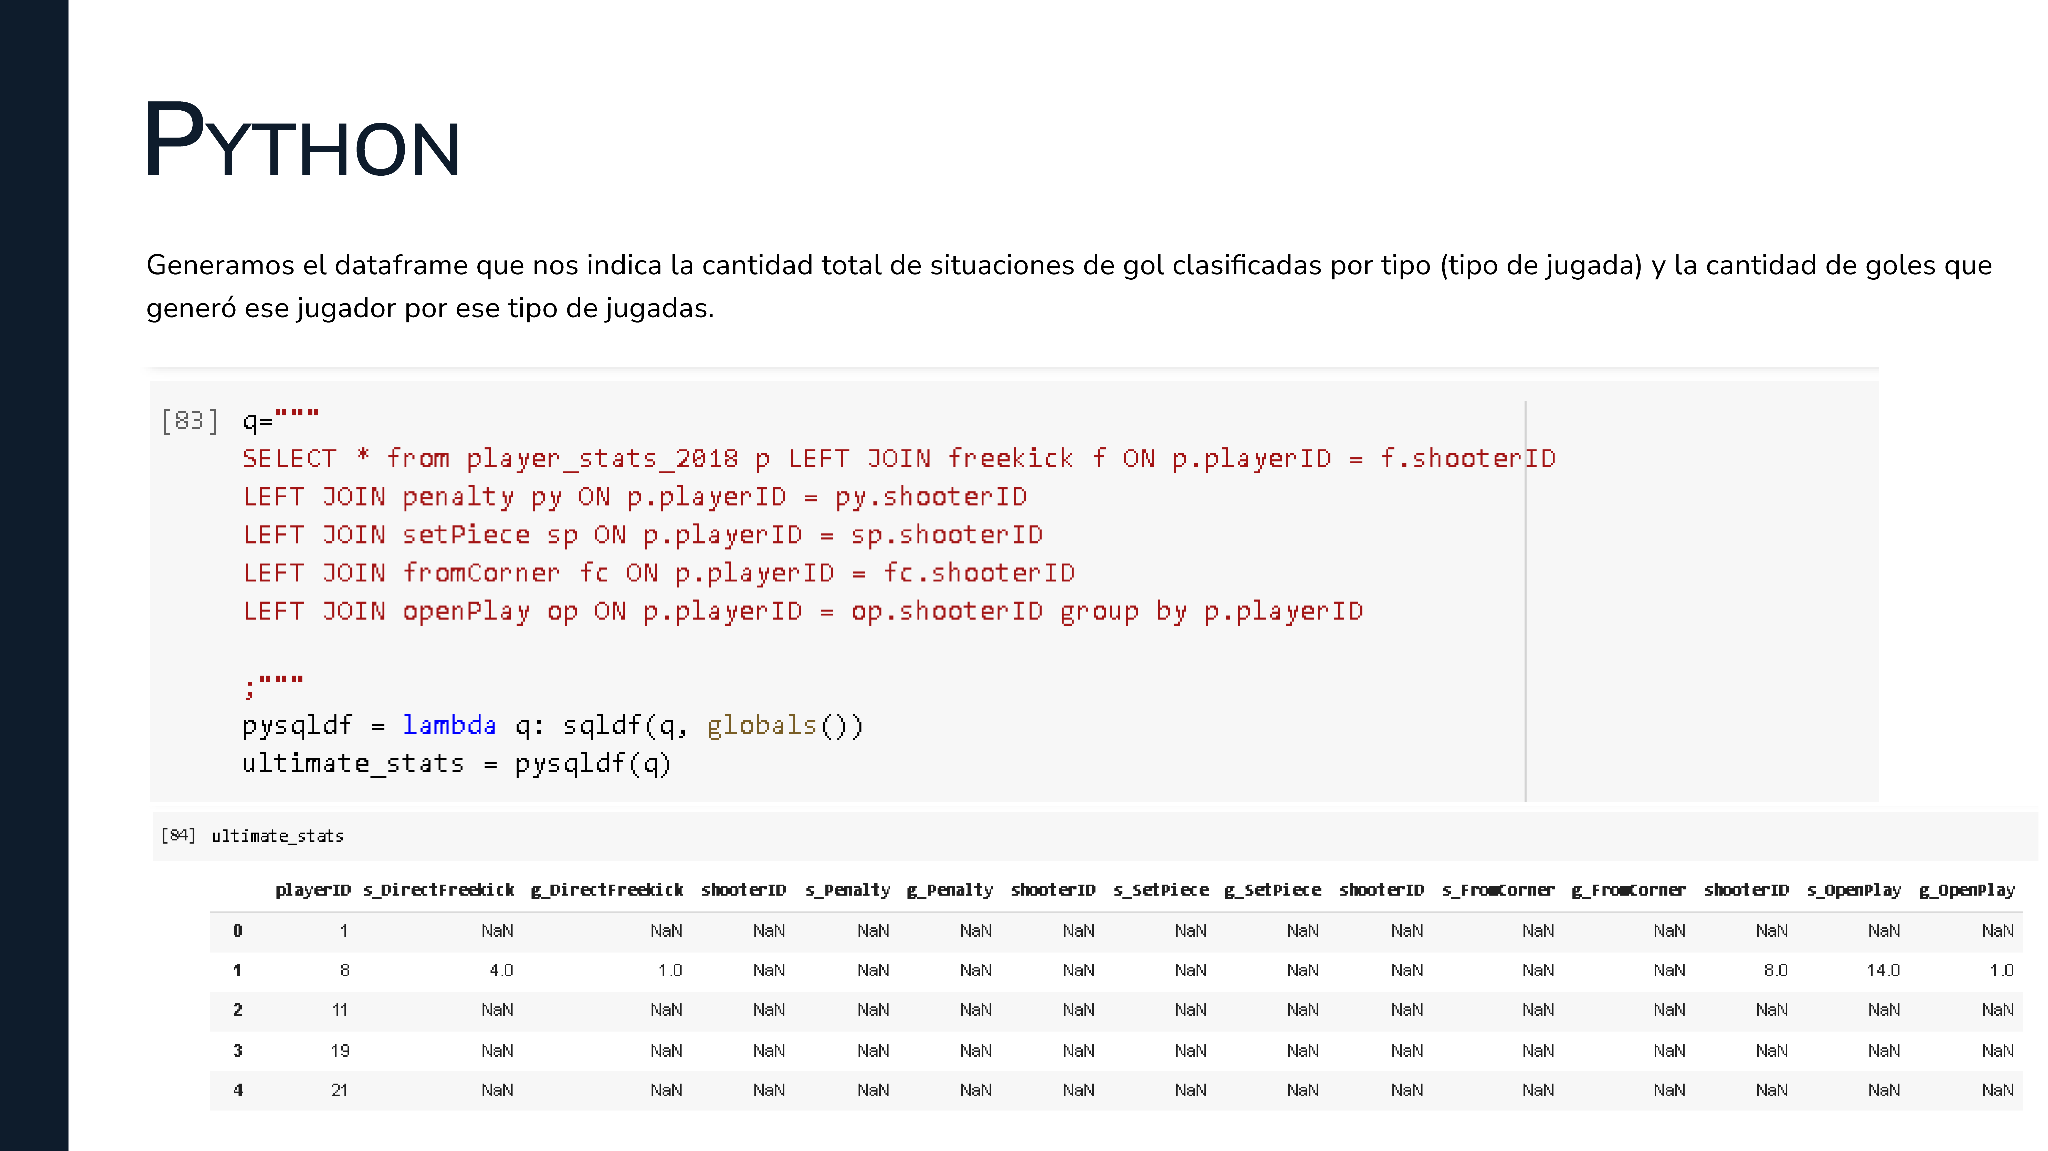 PYTHON
Generamos el dataframe que nos indica la cantidad total de situaciones de gol clasificadas por tipo (tipo de jugada) y la cantidad de goles que
generó ese jugador por ese tipo de jugadas.
[83] q="""
SELECT * from player_stats_2018 p LEFT JOIN freekick f ON p.playerID = f.shooterID
LEFT JOIN penalty py ON p.playerID = py.shooterID
LEFT JOIN setPiece sp ON p.playerID = sp.shooterID
LEFT JOIN fromCorner fc ON p.playerID = fc.shooterID
LEFT JOIN openPlay op ON p.playerID = op.shooterID group by p.playerID
;"""
pysqldf = lambda q: sqldf(q, globals())
ultimate_stats = pysqldf(q)
[84] ultimate_stats
playerID s_DirectFreekick g_DirectFreekick shooterID s_Penalty g_Penalty shooterID s_SetPiece g_SetPiece shooterID s_FromCorner g_FromCorner shooterID s_OpenPlay g_OpenPlay
0 1 NaN NaN NaN NaN NaN NaN NaN NaN NaN NaN NaN NaN NaN NaN
1 8 4.0 1.0 NaN NaN NaN NaN NaN NaN NaN NaN NaN 8.0 14.0 1.0
2 11 NaN NaN NaN NaN NaN NaN NaN NaN NaN NaN NaN NaN NaN NaN
3 19 NaN NaN NaN NaN NaN NaN NaN NaN NaN NaN NaN NaN NaN NaN
4 21 NaN NaN NaN NaN NaN NaN NaN NaN NaN NaN NaN NaN NaN NaN